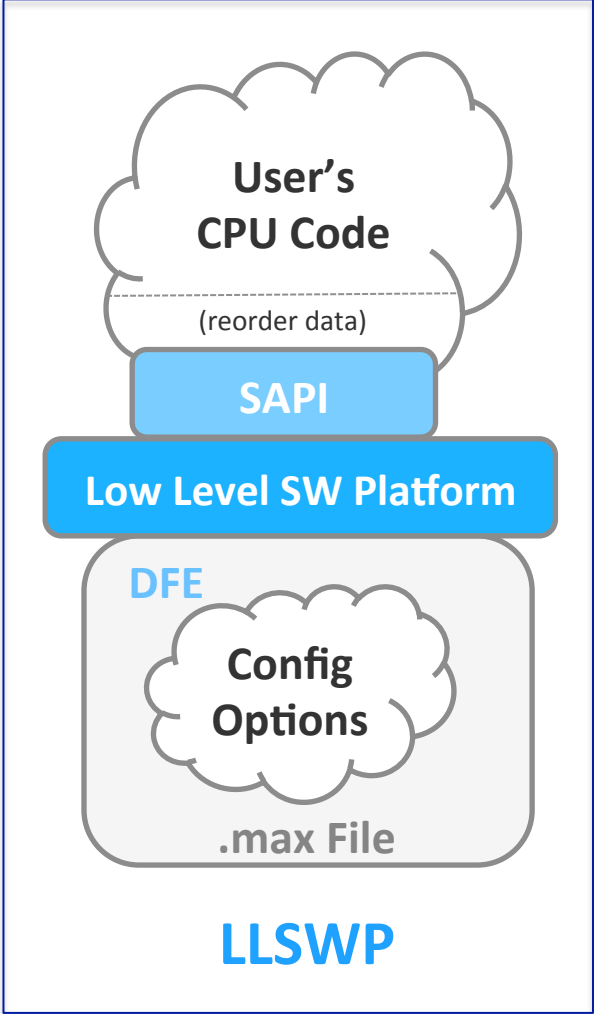 User’s
CPU Code
(reorder data)
SAPI
Low Level SW Platform
DFE
Config
Options
.max File
LLSWP